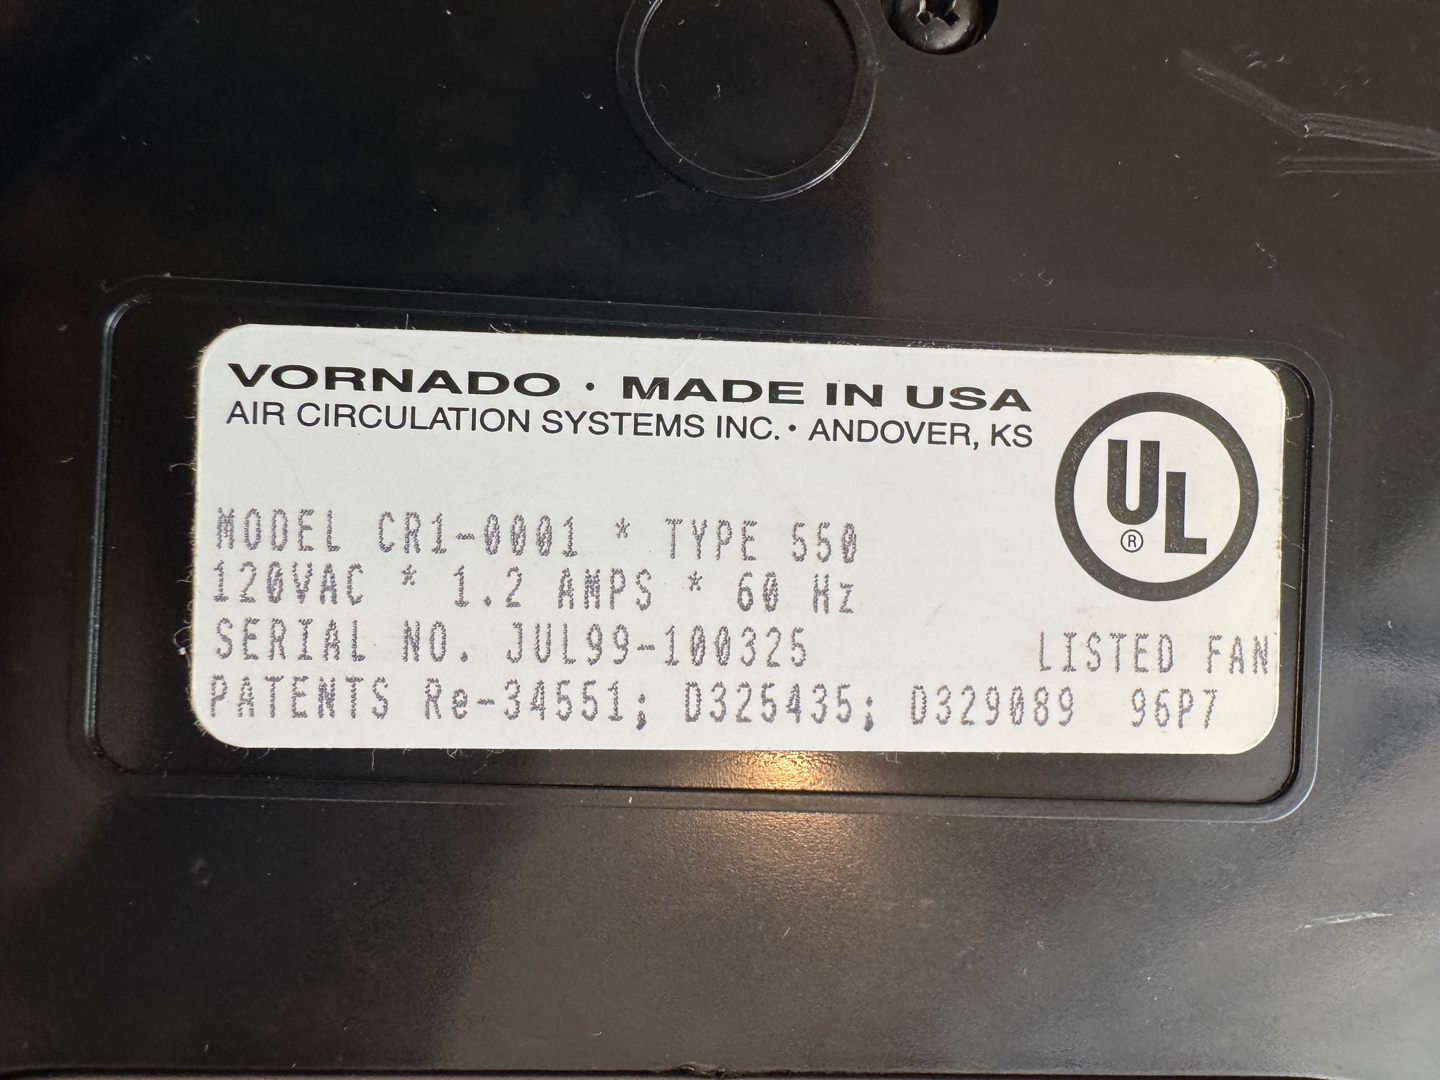 VORNADO · MADE IN USA
AIR CIRCULATION SYSTEMS INC. · ANDOVER, KS
UL
®
MODEL CR1-0001 * TYPE 550
120VAC * 1.2 AMPS * 60 Hz
SERIAL NO. JUL99-100325 LISTED FAN
PATENTS Re-34551; D325435; D329089 96P7